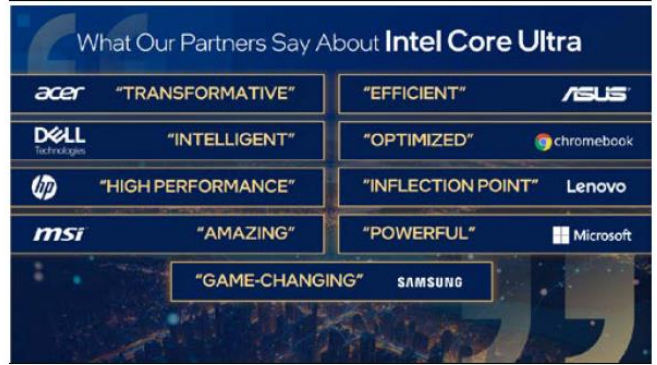 What Our Partners Say About Intel Core Ultra
acer "TRANSFORMATIVE"
"EFFICIENT" ASUS
DELL Technologies "INTELLIGENT"
"OPTIMIZED" chromebook
hp "HIGH PERFORMANCE"
"INFLECTION POINT" Lenovo
msi "AMAZING"
"POWERFUL" Microsoft
"GAME-CHANGING" SAMSUNG